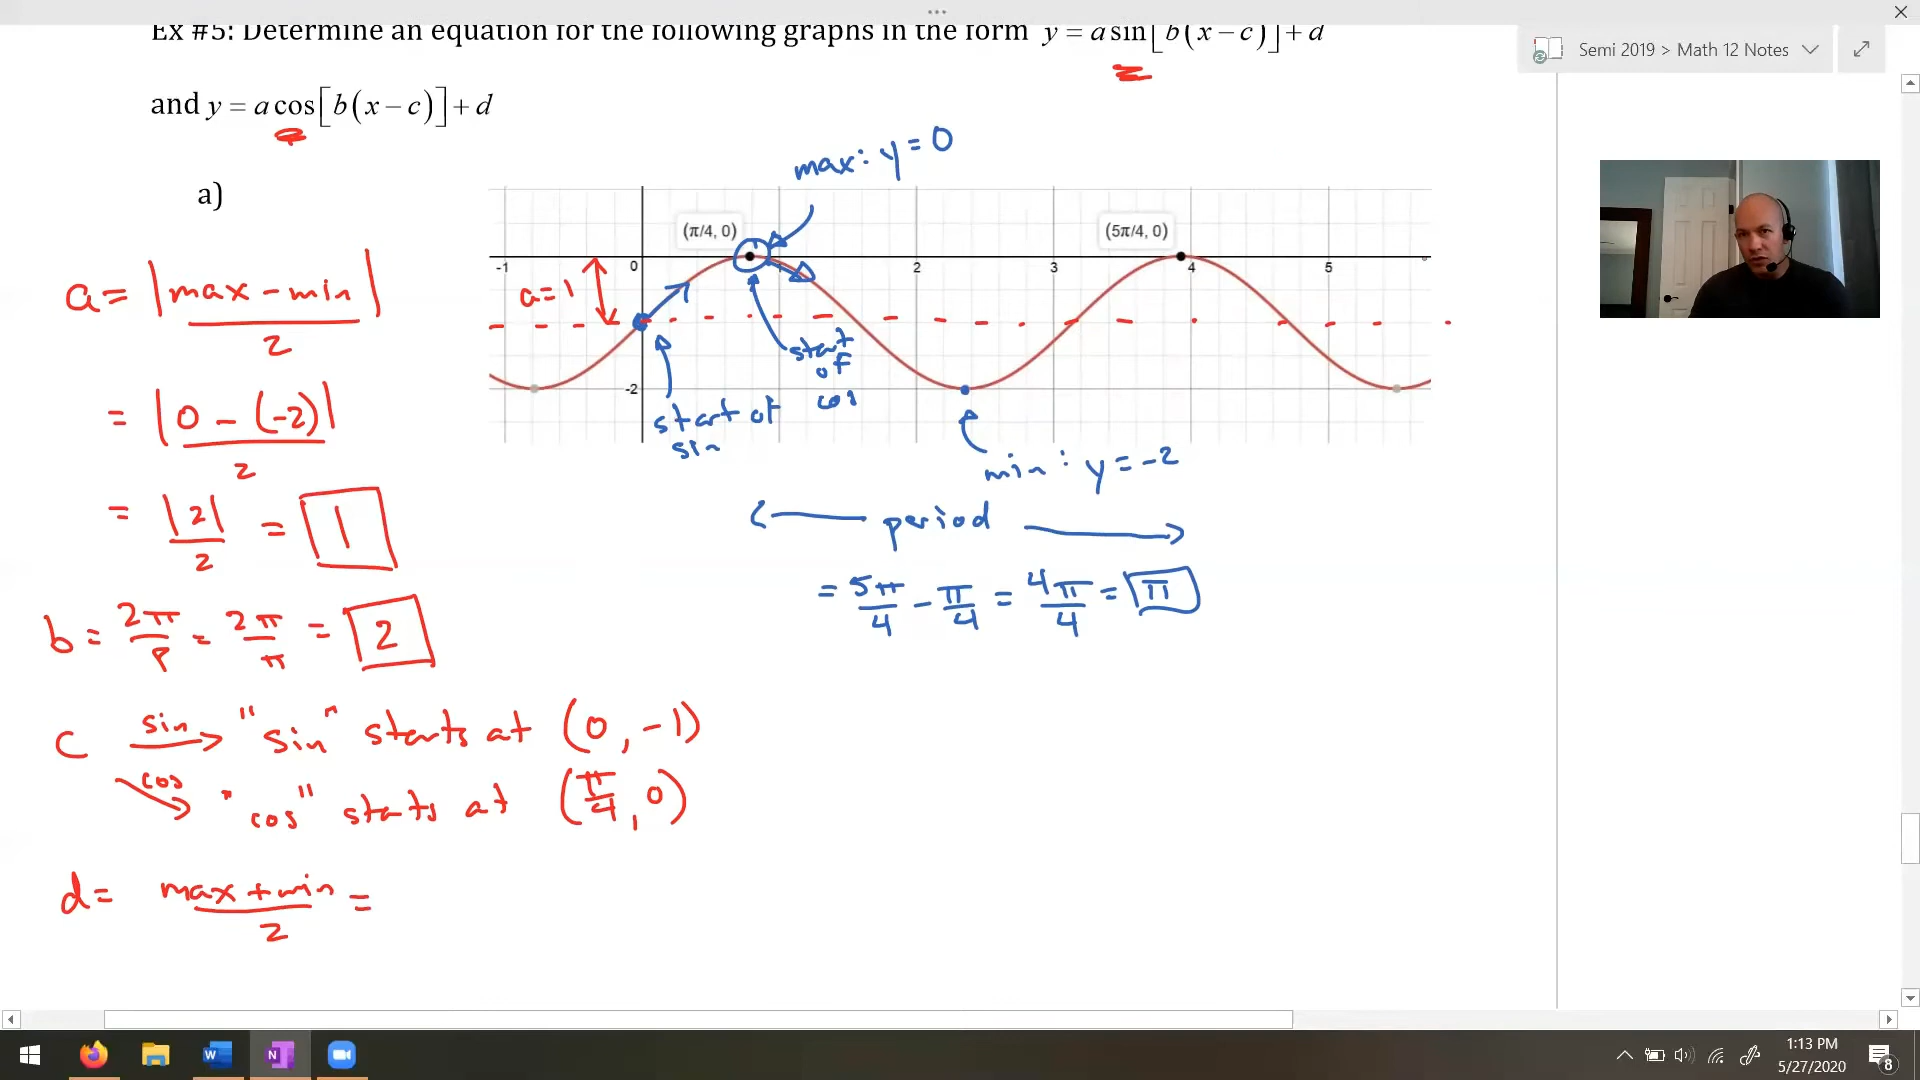 Ex #5: Determine an equation for the following graphs in the form y = a sin[b(x − c)] + d
Semi 2019 > Math 12 Notes
and y = a cos[b(x − c)] + d
max: y = 0
a)
(π/4, 0)
(5π/4, 0)
-1
0
2
3
4
5
-2
a = 1
start of cos
start of sin
min: y = -2
a = |max - min| / 2
= |0 - (-2)| / 2
= |2| / 2 = 1
period
= 5π/4 - π/4 = 4π/4 = π
b = 2π/P = 2π/π = 2
c sin → "sin" starts at (0, -1)
cos → "cos" starts at (π/4, 0)
d = max + min / 2 =
1:13 PM
5/27/2020
8